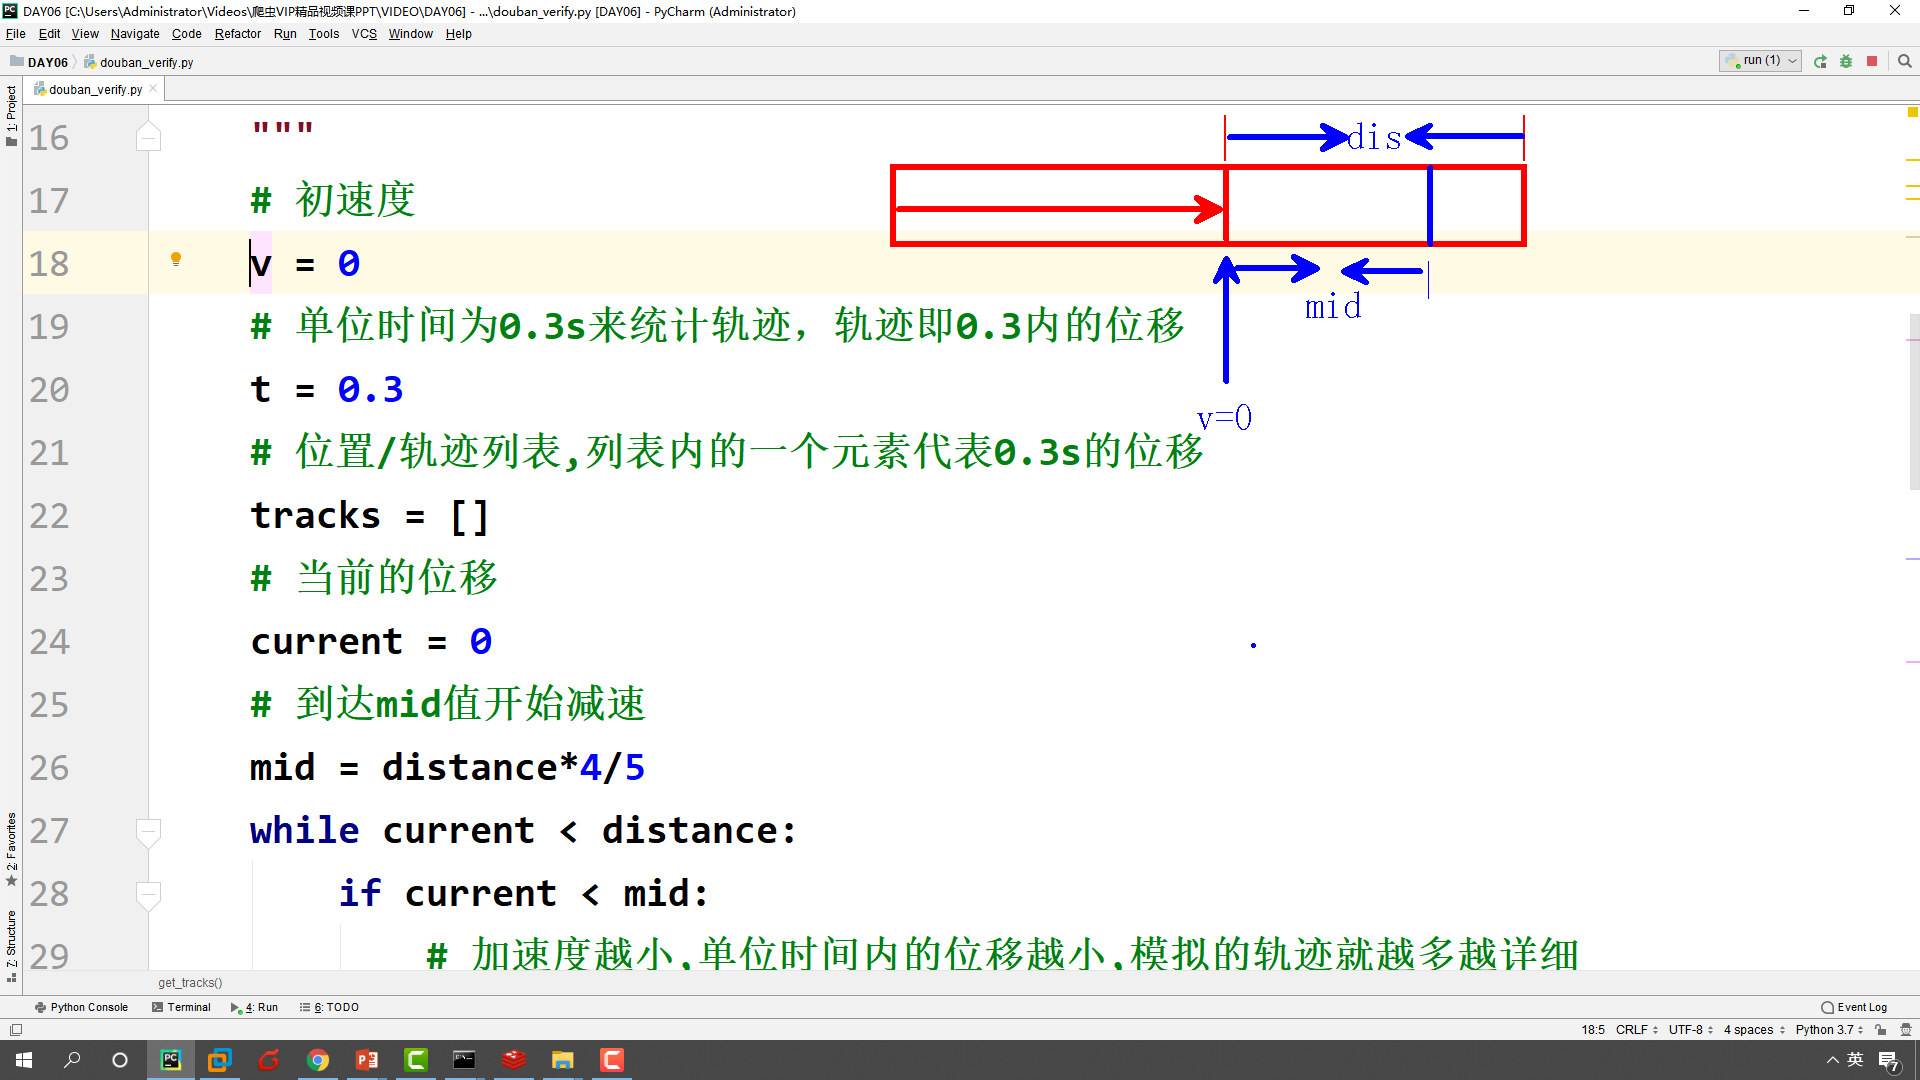 DAY06 [C:\Users\Administrator\Videos\爬虫VIP精品视频课PPT\VIDEO\DAY06] - ...\douban_verify.py [DAY06] - PyCharm (Administrator)
File Edit View Navigate Code Refactor Run Tools VCS Window Help
DAY06 douban_verify.py run (1)
douban_verify.py
1: Project
2: Favorites
7: Structure
16 """
17 # 初速度
18 v = 0
19 # 单位时间为0.3s来统计轨迹，轨迹即0.3内的位移
20 t = 0.3
21 # 位置/轨迹列表,列表内的一个元素代表0.3s的位移
22 tracks = []
23 # 当前的位移
24 current = 0
25 # 到达mid值开始减速
26 mid = distance*4/5
27 while current < distance:
28 if current < mid:
29 # 加速度越小,单位时间内的位移越小,模拟的轨迹就越多越详细
dis
mid
v=0
get_tracks()
Python Console Terminal 4: Run 6: TODO Event Log
18:5 CRLF UTF-8 4 spaces Python 3.7
英 7